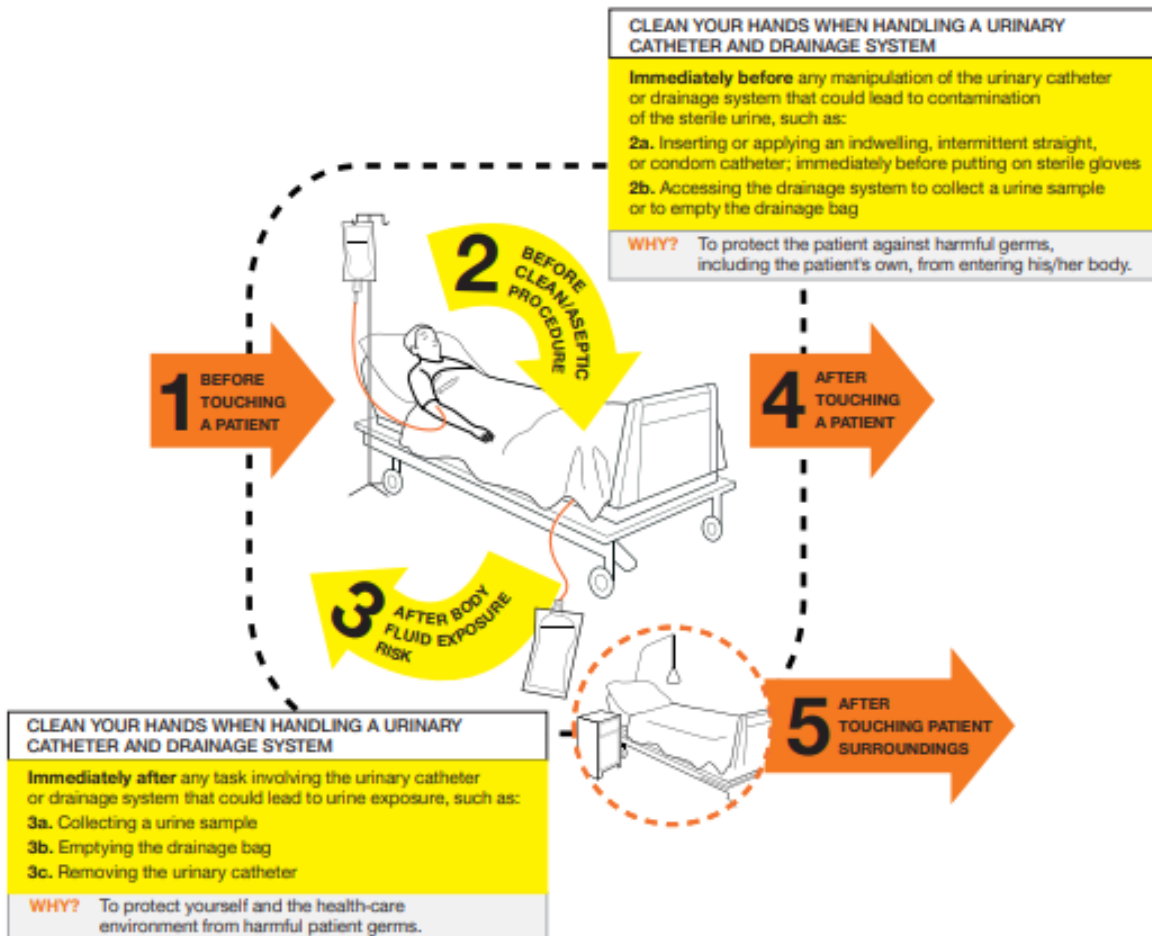 CLEAN YOUR HANDS WHEN HANDLING A URINARY
CATHETER AND DRAINAGE SYSTEM
Immediately before any manipulation of the urinary catheter
or drainage system that could lead to contamination
of the sterile urine, such as:
2a. Inserting or applying an indwelling, intermittent straight,
or condom catheter; immediately before putting on sterile gloves
2b. Accessing the drainage system to collect a urine sample
or to empty the drainage bag
WHY? To protect the patient against harmful germs,
including the patient's own, from entering his/her body.
1
BEFORE
TOUCHING
A PATIENT
2
BEFORE
CLEAN/ASEPTIC
PROCEDURE
3
AFTER BODY
FLUID EXPOSURE
RISK
4
AFTER
TOUCHING
A PATIENT
5
AFTER
TOUCHING PATIENT
SURROUNDINGS
CLEAN YOUR HANDS WHEN HANDLING A URINARY
CATHETER AND DRAINAGE SYSTEM
Immediately after any task involving the urinary catheter
or drainage system that could lead to urine exposure, such as:
3a. Collecting a urine sample
3b. Emptying the drainage bag
3c. Removing the urinary catheter
WHY? To protect yourself and the health-care
environment from harmful patient germs.